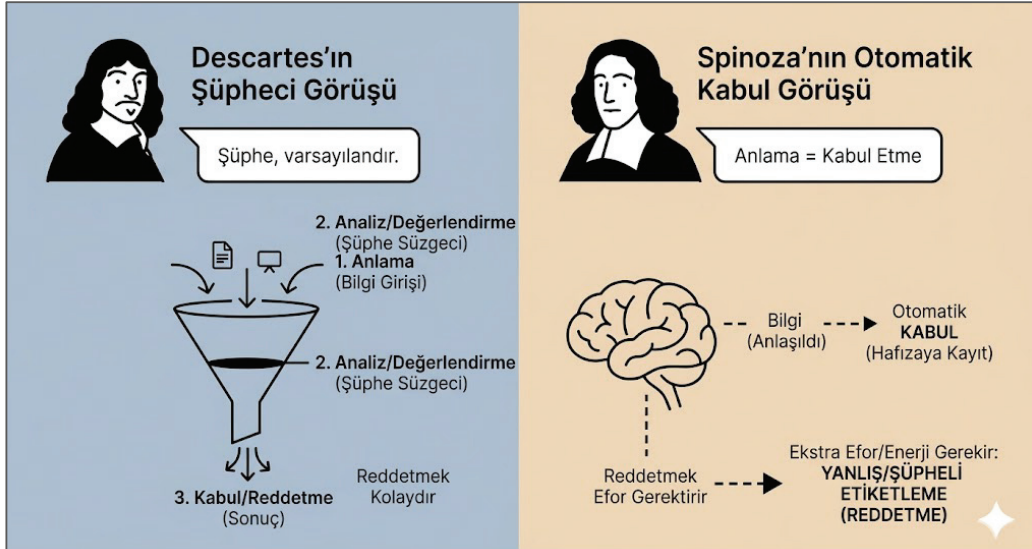 Descartes'ın
Şüpheci Görüşü
Şüphe, varsayılandır.
2. Analiz/Değerlendirme
(Şüphe Süzgeci)
1. Anlama
(Bilgi Girişi)
2. Analiz/Değerlendirme
(Şüphe Süzgeci)
3. Kabul/Reddetme
(Sonuç)
Reddetmek
Kolaydır
Spinoza'nın Otomatik
Kabul Görüşü
Anlama = Kabul Etme
Bilgi
(Anlaşıldı)
Otomatik
KABUL
(Hafızaya Kayıt)
Reddetmek
Efor Gerektirir
Ekstra Efor/Enerji Gerekir:
YANLIŞ/ŞÜPHELİ
ETİKETLEME
(REDDETME)